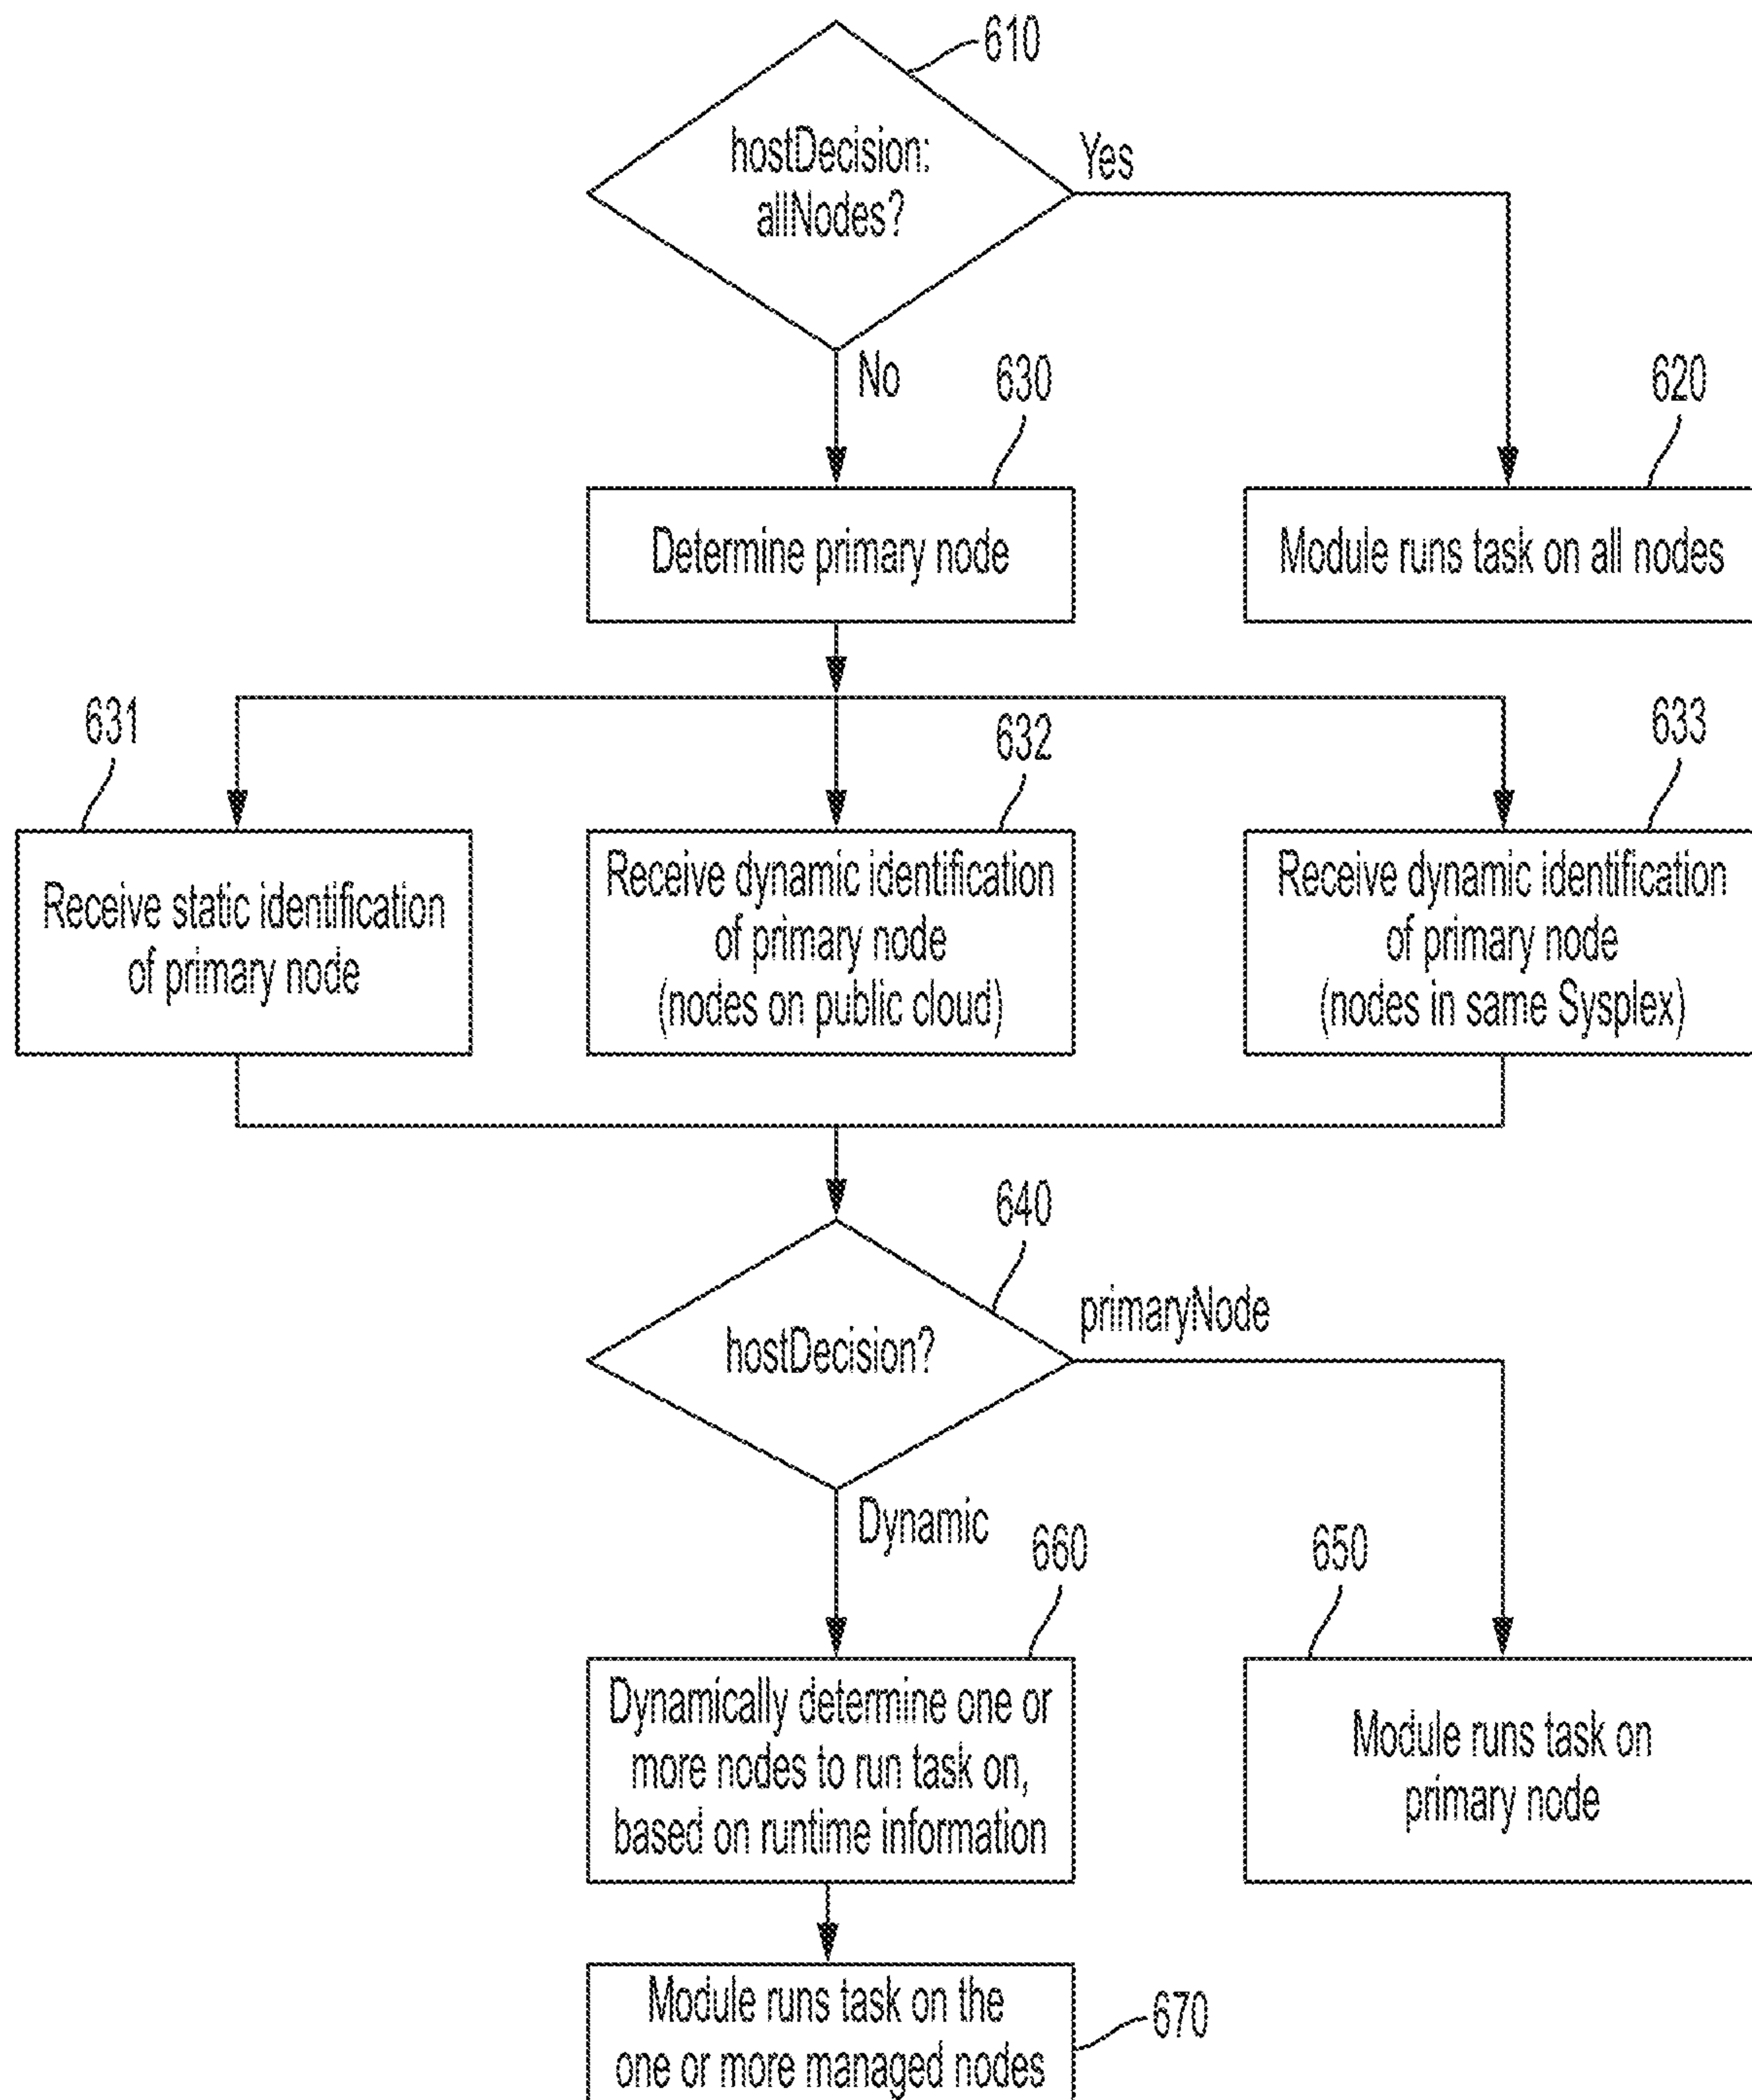 610
hostDecision:
allNodes?
Yes
No
630
620
Determine primary node
Module runs task on all nodes
631
632
633
Receive static identification
of primary node
Receive dynamic identification
of primary node
(nodes on public cloud)
Receive dynamic identification
of primary node
(nodes in same Sysplex)
640
hostDecision?
primaryNode
Dynamic
660
650
Dynamically determine one or
more nodes to run task on,
based on runtime information
Module runs task on
primary node
Module runs task on the
one or more managed nodes
670